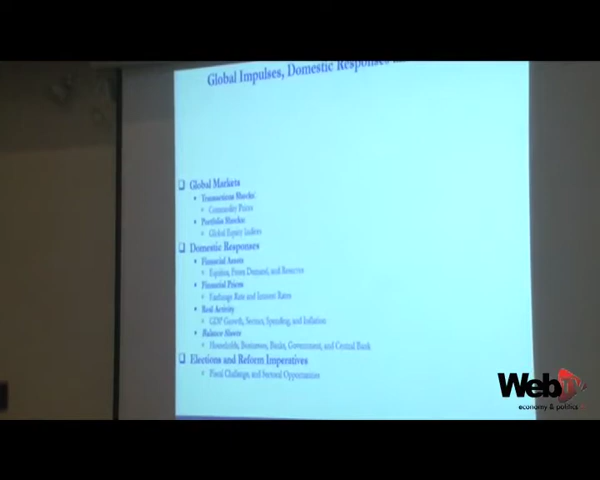 Global Impulses, Domestic Responses
Global Markets
Transactions Shocks:
Commodity Prices
Portfolio Shocks:
Global Equity Indices
Domestic Responses
Financial Assets
Equities, Forex Demand, and Reserves
Financial Prices
Exchange Rate and Interest Rates
Real Activity
GDP Growth, Sectors, Spending, and Inflation
Balance Sheets
Households, Businesses, Banks, Government, and Central Bank
Elections and Reform Imperatives
Fiscal Challenge, and Sectoral Opportunities
WebTV
economy & politics